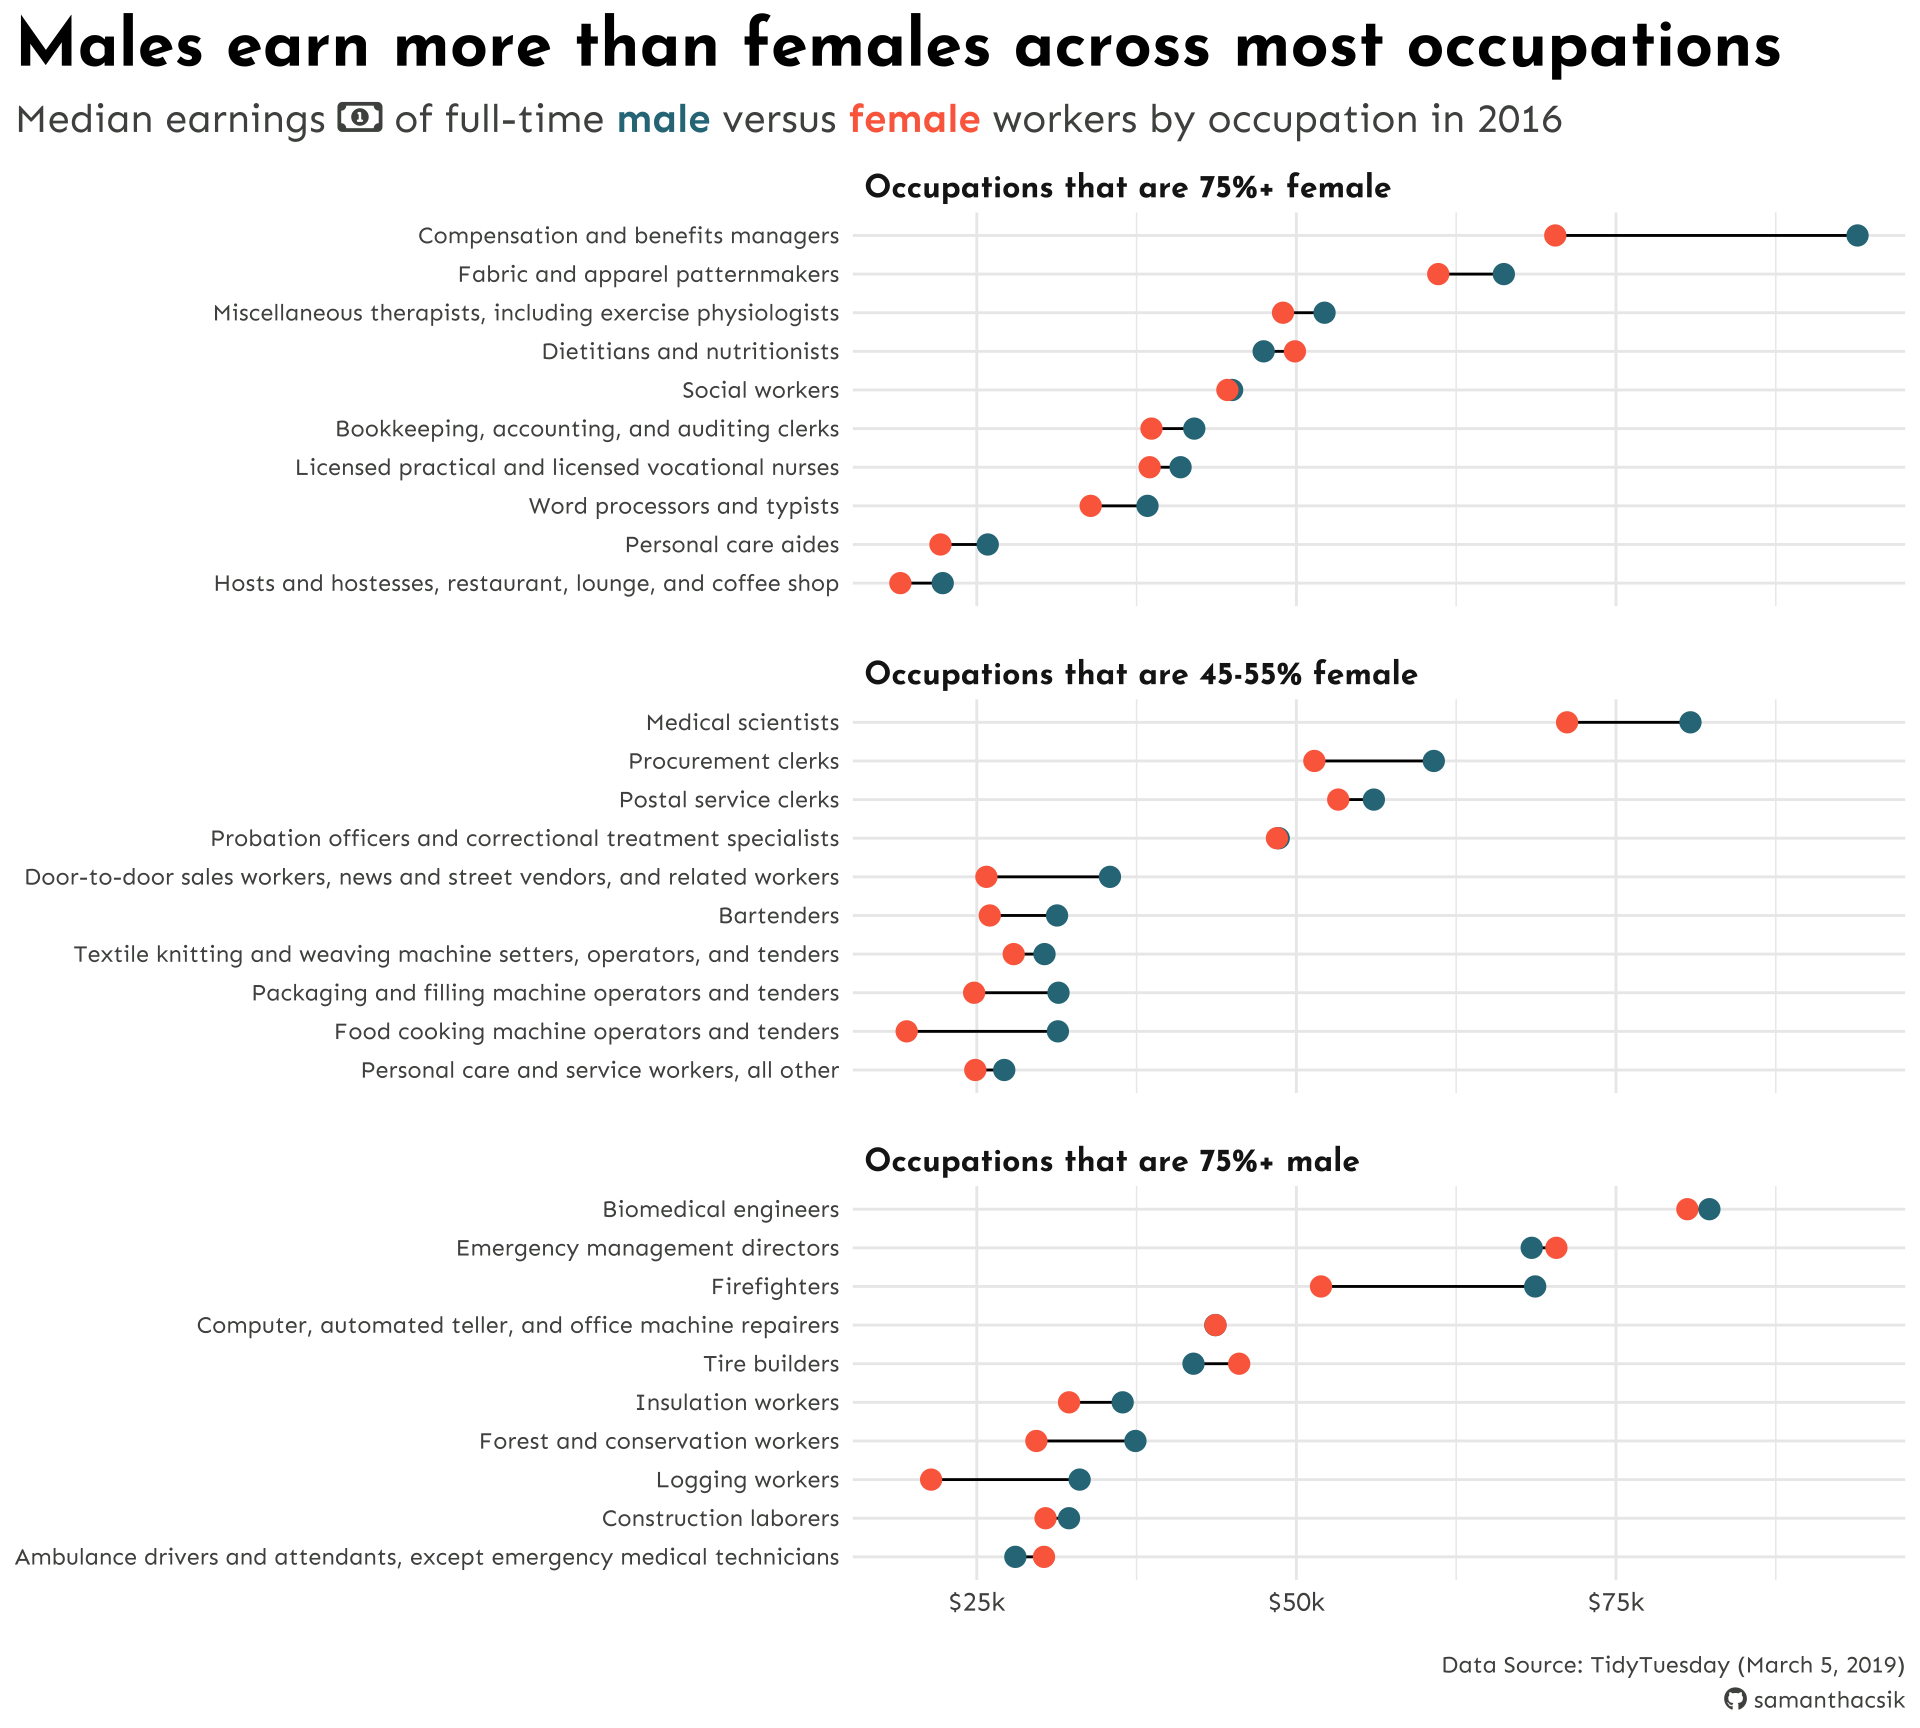 Males earn more than females across most occupations
Median earnings of full-time male versus female workers by occupation in 2016
Occupations that are 75%+ female
Compensation and benefits managers
Fabric and apparel patternmakers
Miscellaneous therapists, including exercise physiologists
Dietitians and nutritionists
Social workers
Bookkeeping, accounting, and auditing clerks
Licensed practical and licensed vocational nurses
Word processors and typists
Personal care aides
Hosts and hostesses, restaurant, lounge, and coffee shop
Occupations that are 45-55% female
Medical scientists
Procurement clerks
Postal service clerks
Probation officers and correctional treatment specialists
Door-to-door sales workers, news and street vendors, and related workers
Bartenders
Textile knitting and weaving machine setters, operators, and tenders
Packaging and filling machine operators and tenders
Food cooking machine operators and tenders
Personal care and service workers, all other
Occupations that are 75%+ male
Biomedical engineers
Emergency management directors
Firefighters
Computer, automated teller, and office machine repairers
Tire builders
Insulation workers
Forest and conservation workers
Logging workers
Construction laborers
Ambulance drivers and attendants, except emergency medical technicians
$25k $50k $75k
Data Source: TidyTuesday (March 5, 2019)
samanthacsik